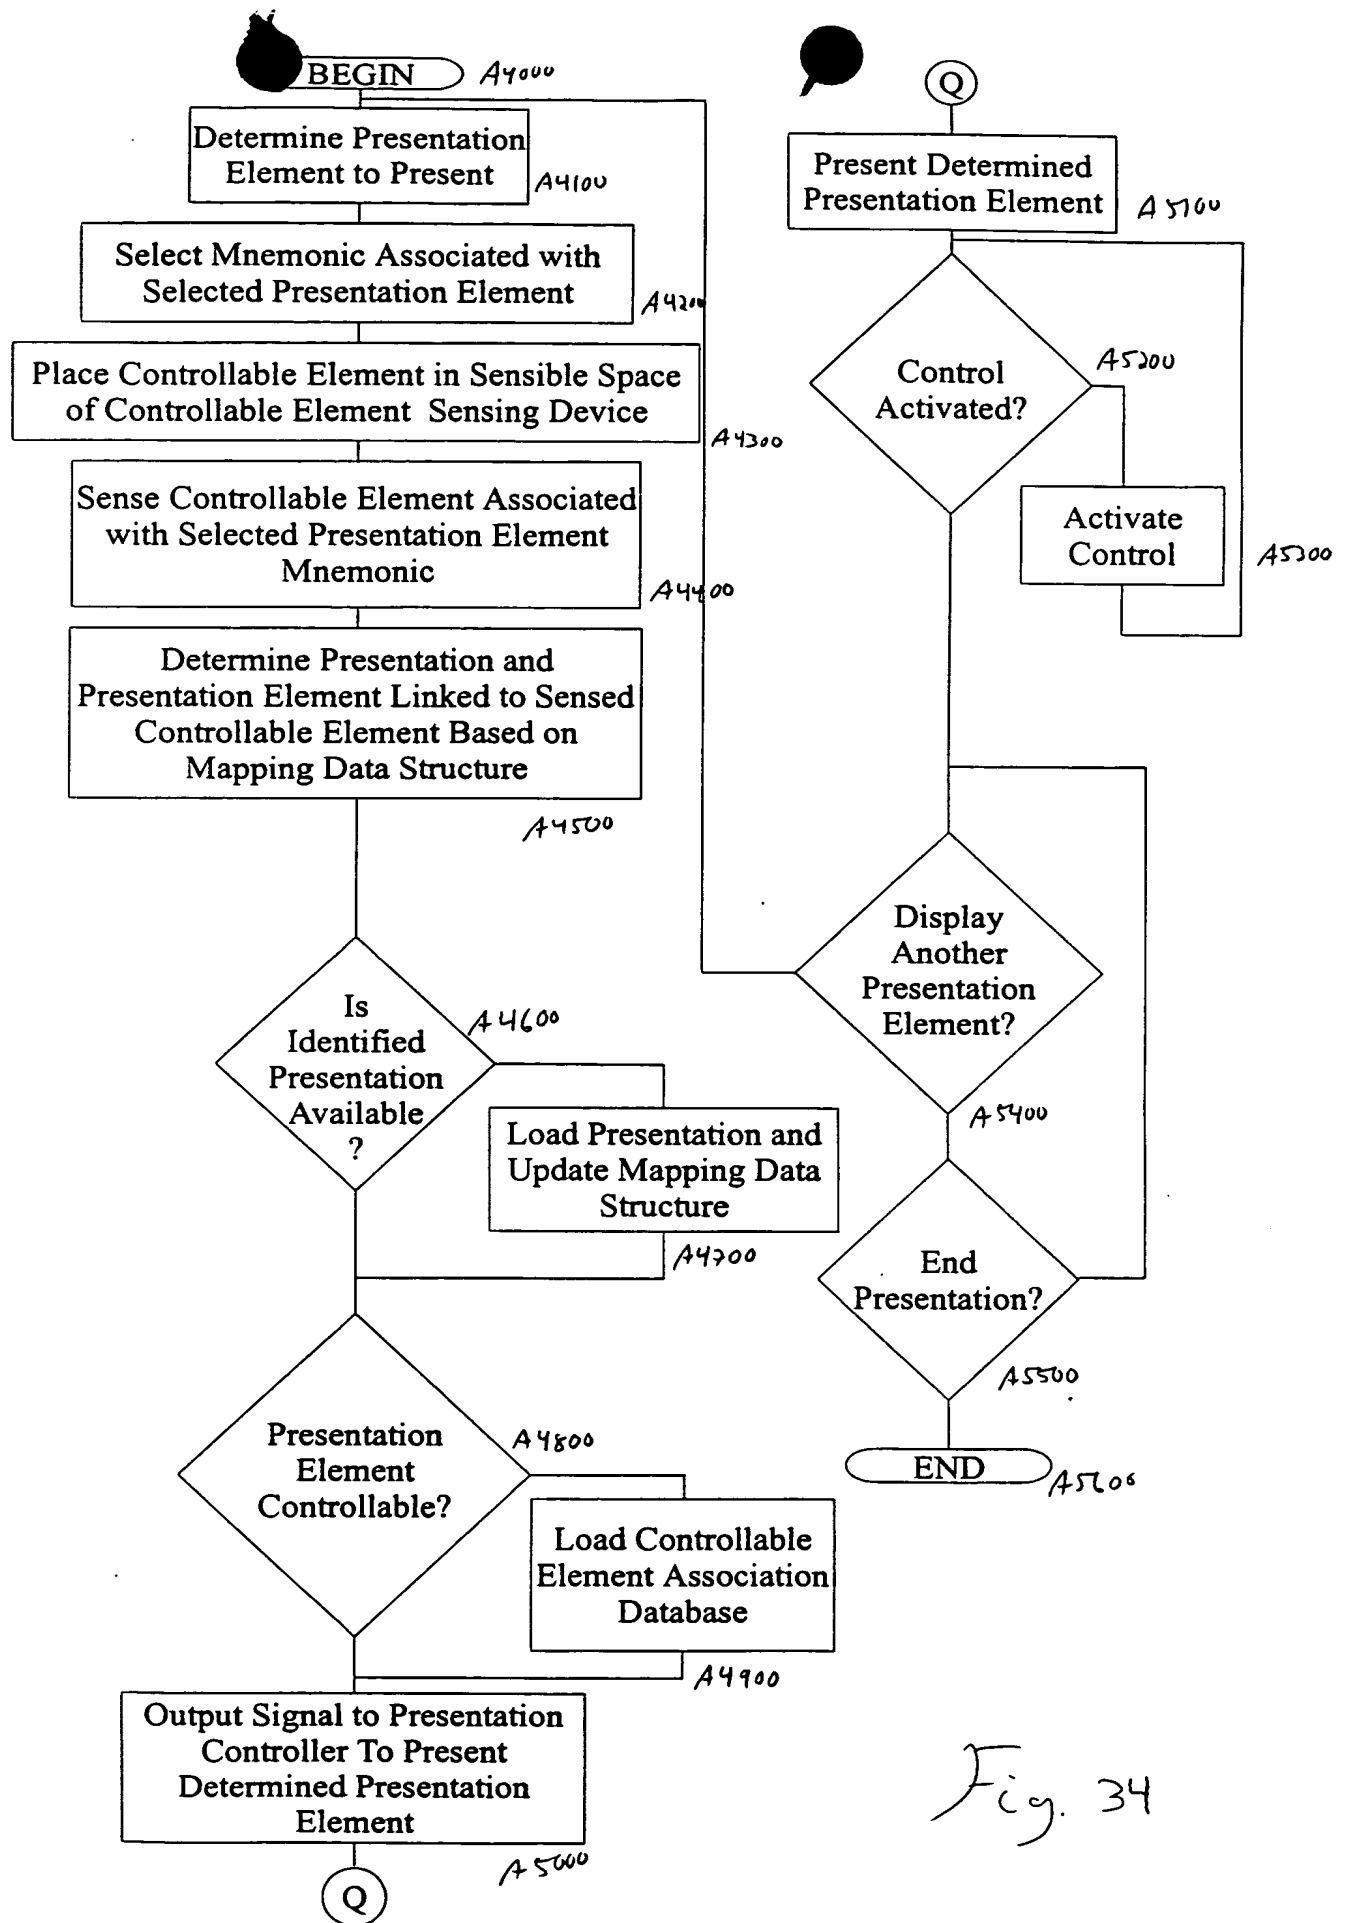 BEGIN
A4000
Determine Presentation
Element to Present
A4100
Select Mnemonic Associated with
Selected Presentation Element
A4200
Place Controllable Element in Sensible Space
of Controllable Element Sensing Device
A4300
Sense Controllable Element Associated
with Selected Presentation Element
Mnemonic
A4400
Determine Presentation and
Presentation Element Linked to Sensed
Controllable Element Based on
Mapping Data Structure
A4500
Is
Identified
Presentation
Available
?
A4600
Load Presentation and
Update Mapping Data
Structure
A4700
Presentation
Element
Controllable?
A4800
Load Controllable
Element Association
Database
A4900
Output Signal to Presentation
Controller To Present
Determined Presentation
Element
A5000
Q
Q
Present Determined
Presentation Element
A5100
Control
Activated?
A5200
Activate
Control
A5300
Display
Another
Presentation
Element?
A5400
End
Presentation?
A5500
END
A5600
Fig. 34